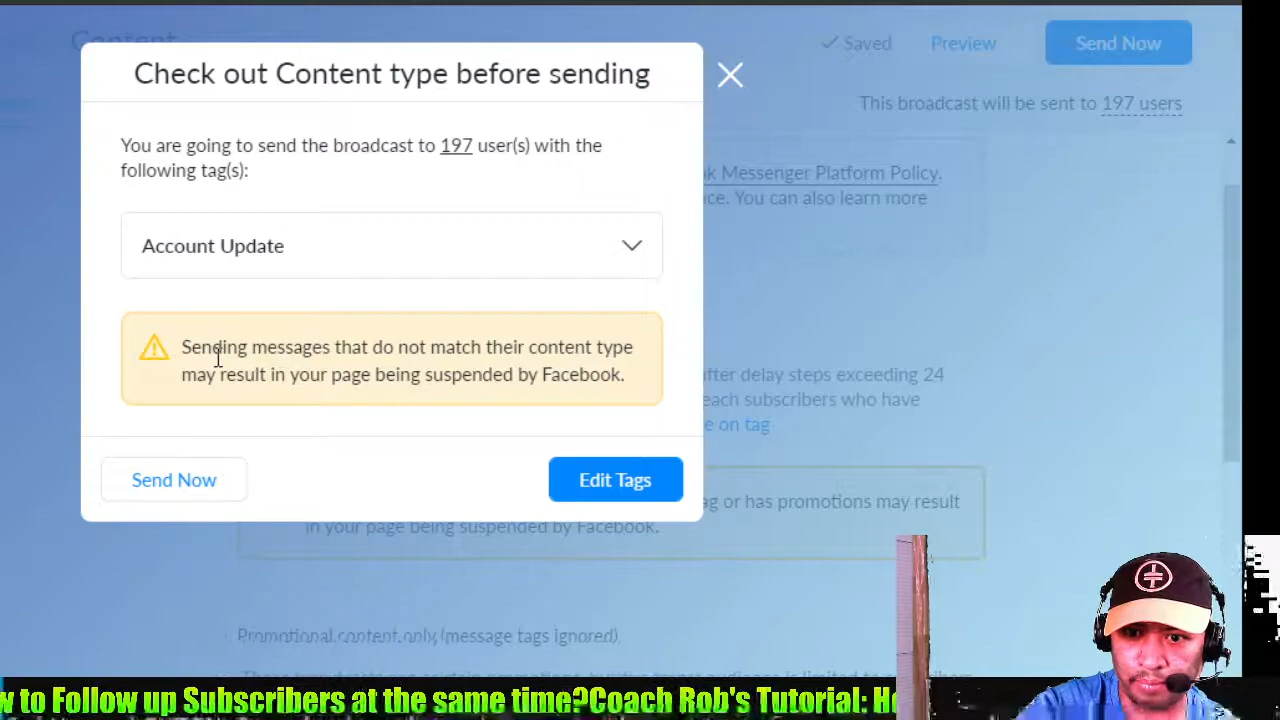 Content
Saved
Preview
Send Now
This broadcast will be sent to 197 users
Check out Content type before sending
You are going to send the broadcast to 197 user(s) with the
following tag(s):
Account Update
Sending messages that do not match their content type
may result in your page being suspended by Facebook.
Send Now
Edit Tags
k Messenger Platform Policy.
ce. You can also learn more
fter delay steps exceeding 24
each subscribers who have
e on tag
ag or has promotions may result
in your page being suspended by Facebook.
Promotional content only (message tags ignored)
w to Follow up Subscribers at the same time?Coach Rob's Tutorial: H